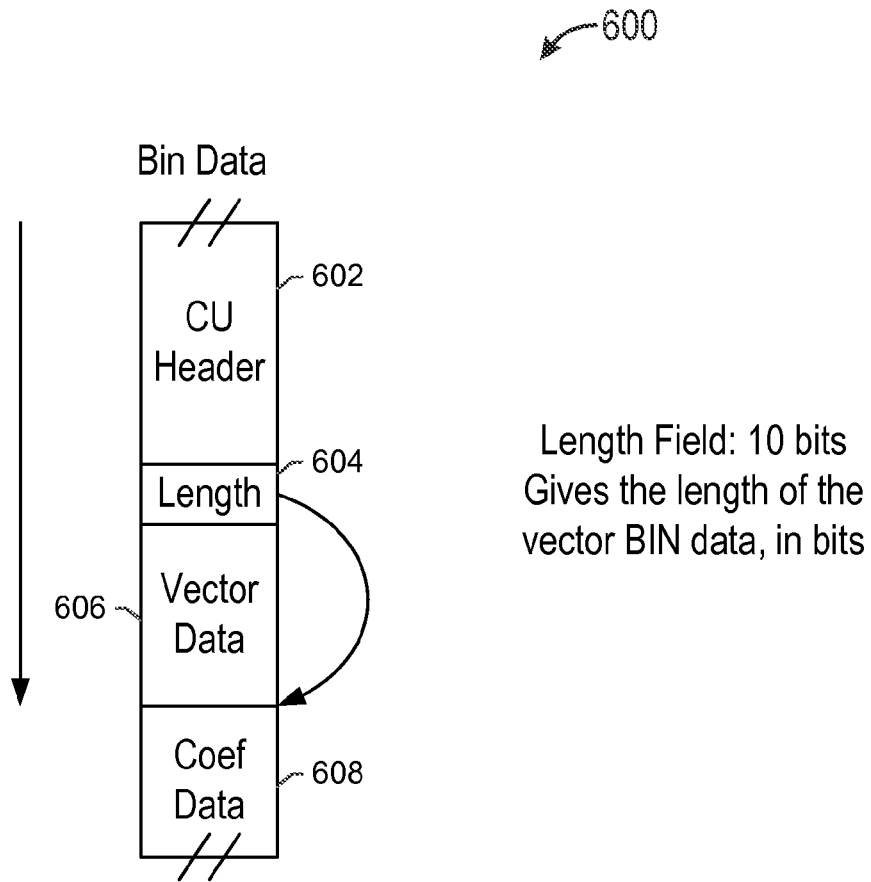 600
Bin Data
602
CU
Header
604
Length
Length Field: 10 bits
Gives the length of the
vector BIN data, in bits
606
Vector
Data
Coef
Data
608